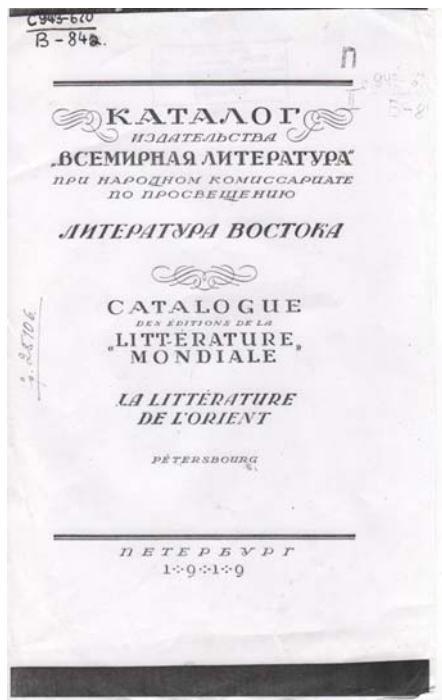 С943-620
В-842.
П
КАТАЛОГ
ИЗДАТЕЛЬСТВА
„ВСЕМИРНАЯ ЛИТЕРАТУРА“
ПРИ НАРОДНОМ КОМИССАРИАТЕ
ПО ПРОСВЕЩЕНИЮ
ЛИТЕРАТУРА ВОСТОКА
CATALOGUE
DES ÉDITIONS DE LA
„LITTÉRATURE
MONDIALE“
LA LITTÉRATURE
DE L'ORIENT
PÉTERSBOURG
ПЕТЕРБУРГ
1·9·1·9